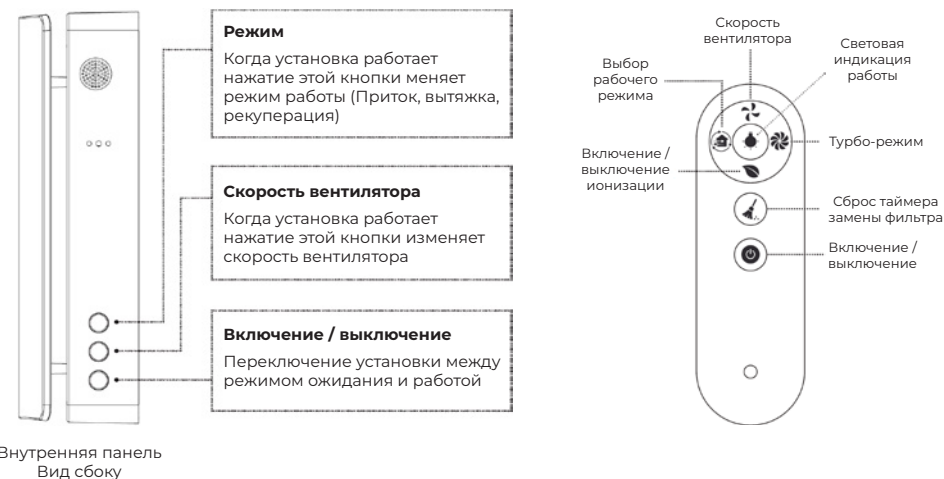 Режим
Когда установка работает
нажатие этой кнопки меняет
режим работы (Приток, вытяжка,
рекуперация)
Скорость вентилятора
Когда установка работает
нажатие этой кнопки изменяет
скорость вентилятора
Включение / выключение
Переключение установки между
режимом ожидания и работой
Внутренняя панель
Вид сбоку
Скорость
вентилятора
Световая
индикация
работы
Выбор
рабочего
режима
Турбо-режим
Включение /
выключение
ионизации
Сброс таймера
замены фильтра
Включение /
выключение